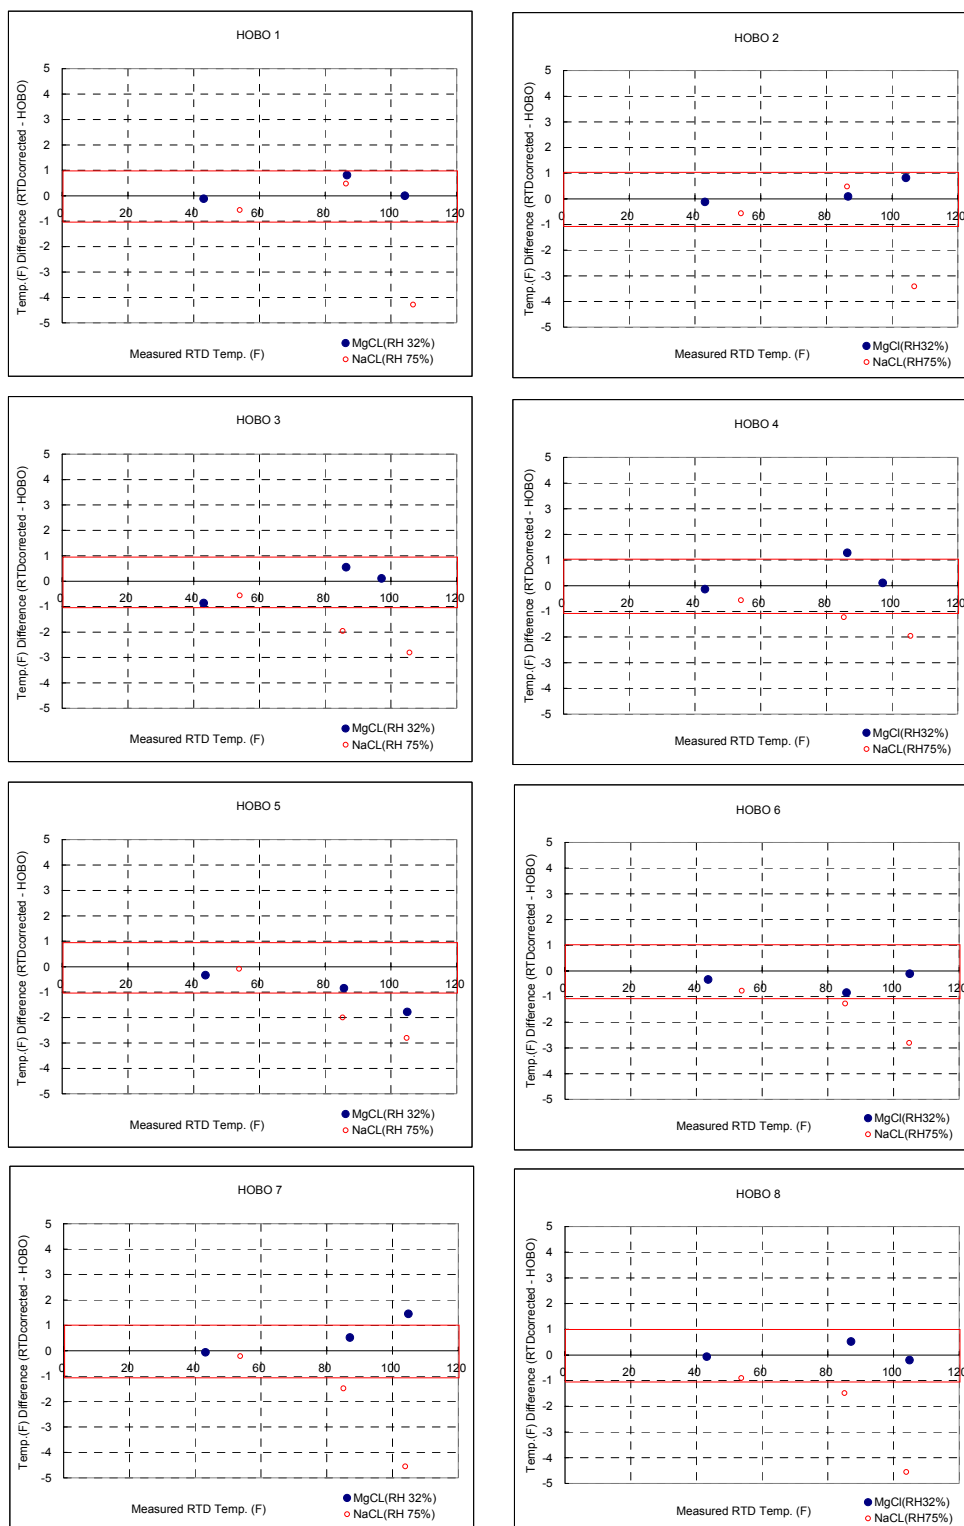 HOBO 1
Temp.(F) Difference (RTDcorrected - HOBO)
5
4
3
2
1
0
0 20 40 60 80 100 120
-1
-2
-3
-4
-5
Measured RTD Temp. (F)
MgCL(RH 32%)
NaCL(RH 75%)
HOBO 2
Temp.(F) Difference (RTDcorrected - HOBO)
5
4
3
2
1
0
0 20 40 60 80 100 120
-1
-2
-3
-4
-5
Measured RTD Temp. (F)
MgCl(RH32%)
NaCL(RH75%)
HOBO 3
Temp.(F) Difference (RTDcorrected - HOBO)
5
4
3
2
1
0
0 20 40 60 80 100 120
-1
-2
-3
-4
-5
Measured RTD Temp. (F)
MgCL(RH 32%)
NaCL(RH 75%)
HOBO 4
Temp.(F) Difference (RTDcorrected - HOBO)
5
4
3
2
1
0
0 20 40 60 80 100 120
-1
-2
-3
-4
-5
Measured RTD Temp. (F)
MgCl(RH32%)
NaCL(RH75%)
HOBO 5
Temp.(F) Difference (RTDcorrected - HOBO)
5
4
3
2
1
0
0 20 40 60 80 100 120
-1
-2
-3
-4
-5
Measured RTD Temp. (F)
MgCL(RH 32%)
NaCL(RH 75%)
HOBO 6
Temp.(F) Difference (RTDcorrected - HOBO)
5
4
3
2
1
0
0 20 40 60 80 100 120
-1
-2
-3
-4
-5
Measured RTD Temp. (F)
MgCl(RH32%)
NaCL(RH75%)
HOBO 7
Temp.(F) Difference (RTDcorrected - HOBO)
5
4
3
2
1
0
0 20 40 60 80 100 120
-1
-2
-3
-4
-5
Measured RTD Temp. (F)
MgCL(RH 32%)
NaCL(RH 75%)
HOBO 8
Temp.(F) Difference (RTDcorrected - HOBO)
5
4
3
2
1
0
0 20 40 60 80 100 120
-1
-2
-3
-4
-5
Measured RTD Temp. (F)
MgCl(RH32%)
NaCL(RH75%)